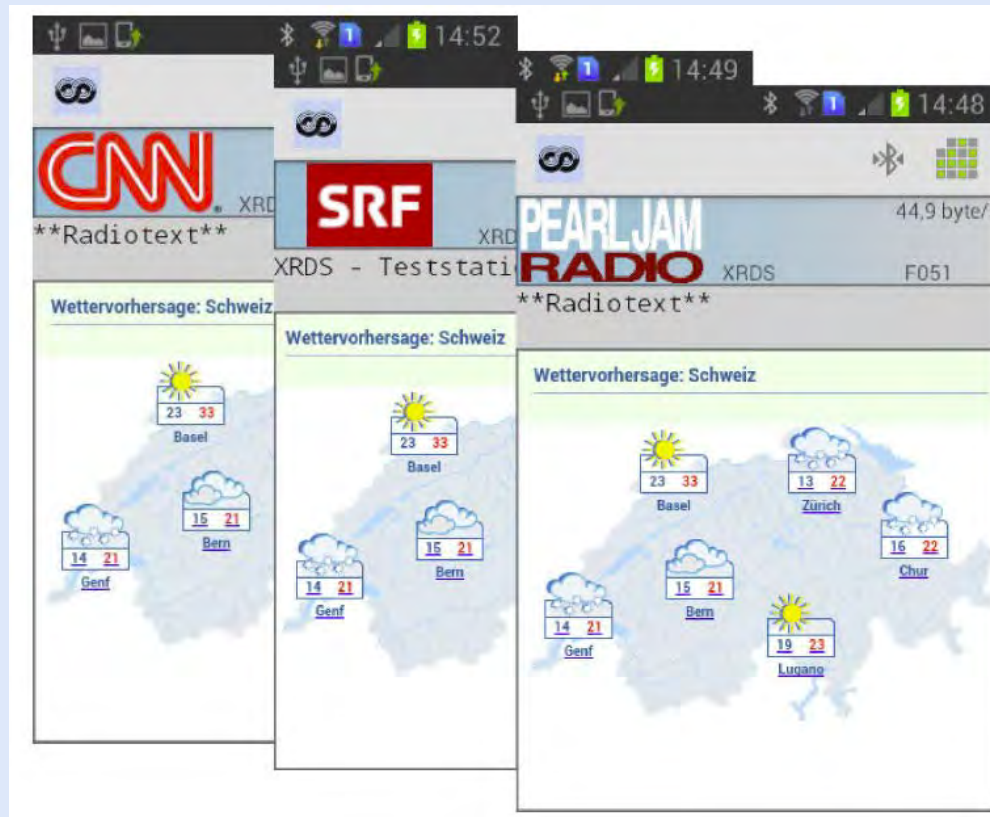 14:52
CNN
XRD
**Radiotext**
Wettervorhersage: Schweiz
23 33
Basel
15 21
Bern
14 21
Genf
1 14:49
SRF
XRD
XRDS - Teststati
Wettervorhersage: Schweiz
23 33
Basel
15 21
Bern
14 21
Genf
1 14:48
PEARL JAM
RADIO
XRDS
44,9 byte/
F051
**Radiotext**
Wettervorhersage: Schweiz
23 33
Basel
13 22
Zürich
16 22
Chur
15 21
Bern
14 21
Genf
19 23
Lugano